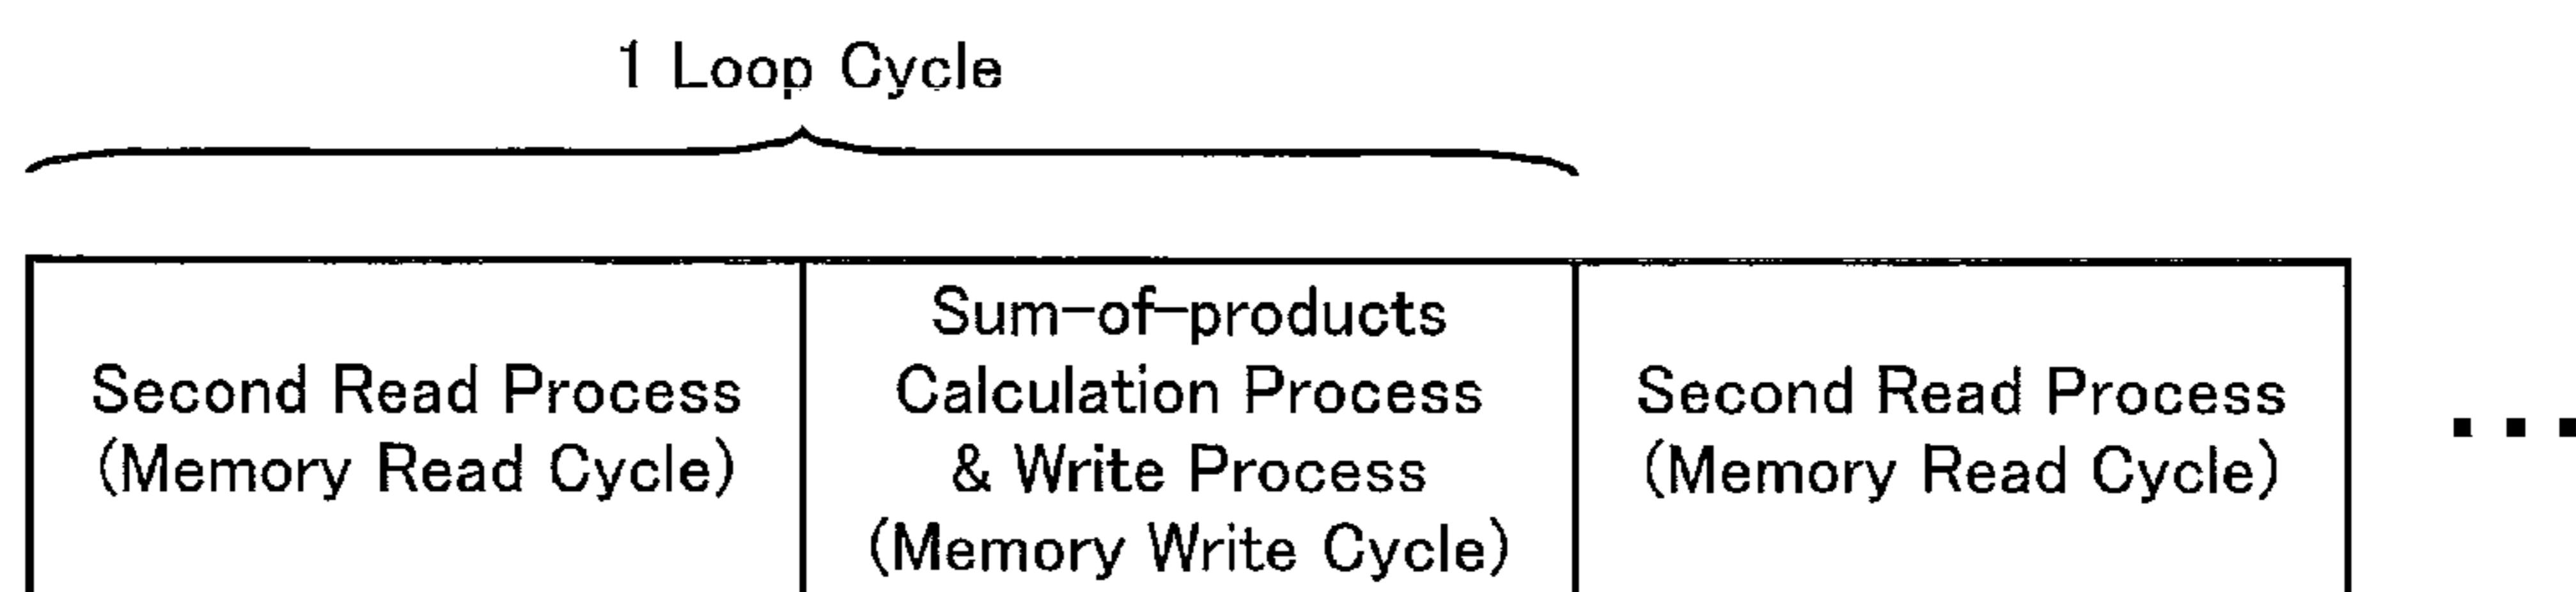 1 Loop Cycle
Second Read Process
(Memory Read Cycle)
Sum-of-products
Calculation Process
& Write Process
(Memory Write Cycle)
Second Read Process
(Memory Read Cycle)
...